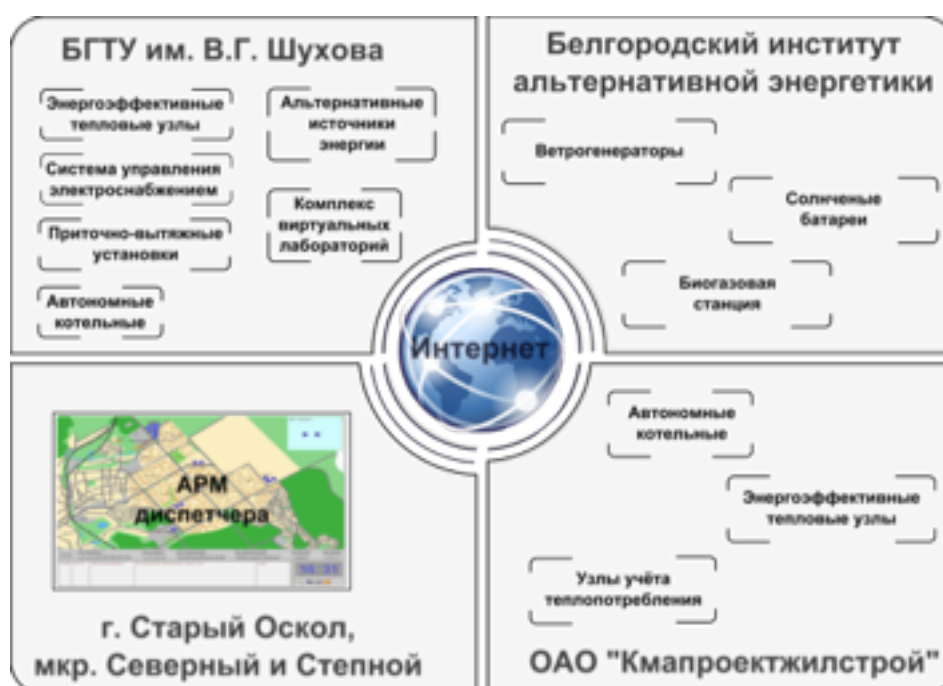 БГТУ им. В.Г. Шухова
Энергоэффективные
тепловые узлы
Система управления
электроснабжением
Приточно-вытяжные
установки
Автономные
котельные
Альтернативные
источники
энергии
Комплекс
виртуальных
лабораторий
Белгородский институт
альтернативной энергетики
Ветрогенераторы
Солнченые
батареи
Биогазовая
станция
Интернет
АРМ
диспетчера
г. Старый Оскол,
мкр. Северный и Степной
Автономные
котельные
Энергоэффективные
тепловые узлы
Узлы учёта
теплопотребления
ОАО "Кмапроектжилстрой"